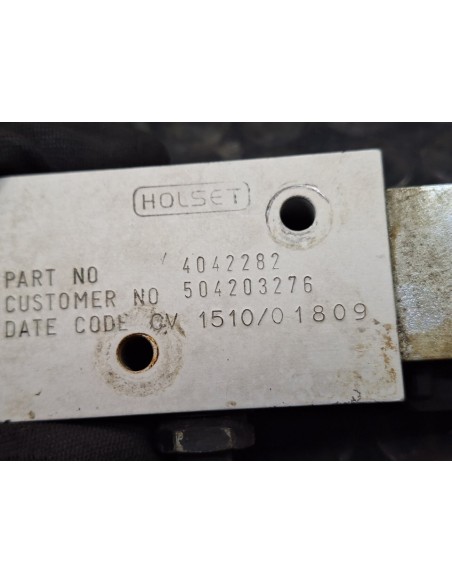 HOLSET
PART NO 4042282
CUSTOMER NO 504203276
DATE CODE CV 1510/01809